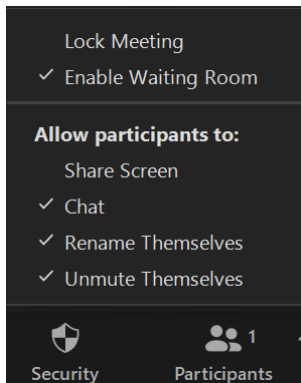 Lock Meeting
✓ Enable Waiting Room
Allow participants to:
Share Screen
✓ Chat
✓ Rename Themselves
✓ Unmute Themselves
1
Security Participants